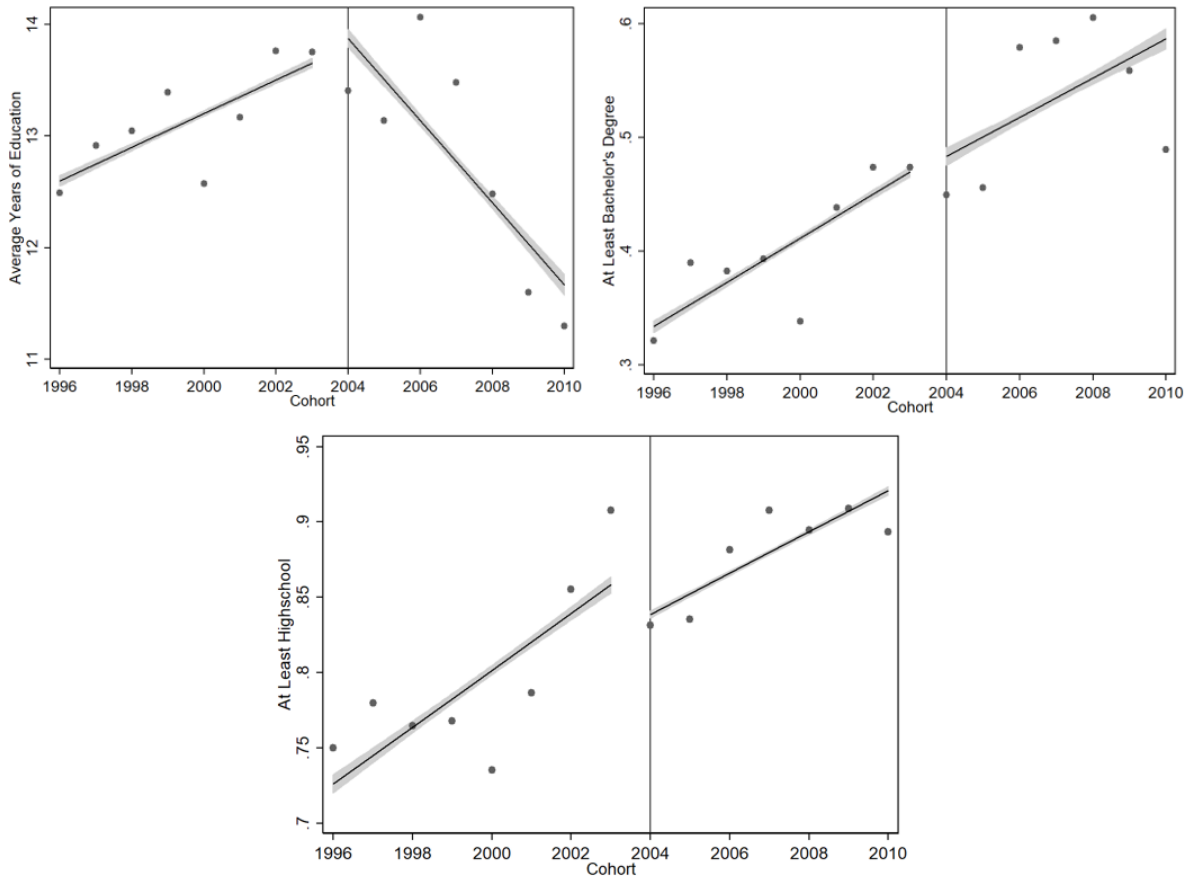 Average Years of Education
14
13
12
11
1996 1998 2000 2002 2004 2006 2008 2010
Cohort
At Least Bachelor's Degree
.6
.5
.4
.3
1996 1998 2000 2002 2004 2006 2008 2010
Cohort
At Least Highschool
.95
.9
.85
.8
.75
.7
1996 1998 2000 2002 2004 2006 2008 2010
Cohort